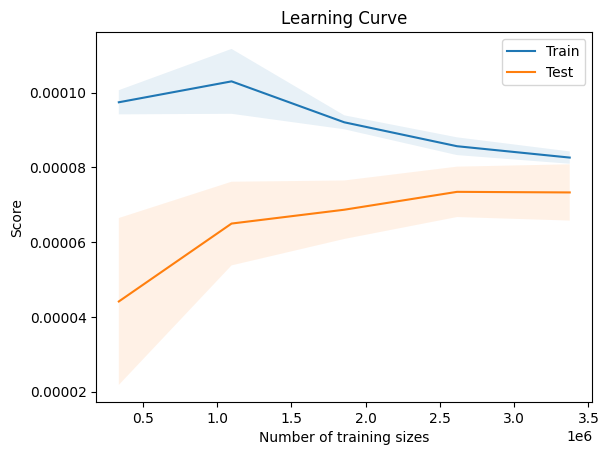 Learning Curve
Train
Test
0.00010
0.00008
0.00006
0.00004
0.00002
Score
0.5
1.0
1.5
2.0
2.5
3.0
3.5
1e6
Number of training sizes